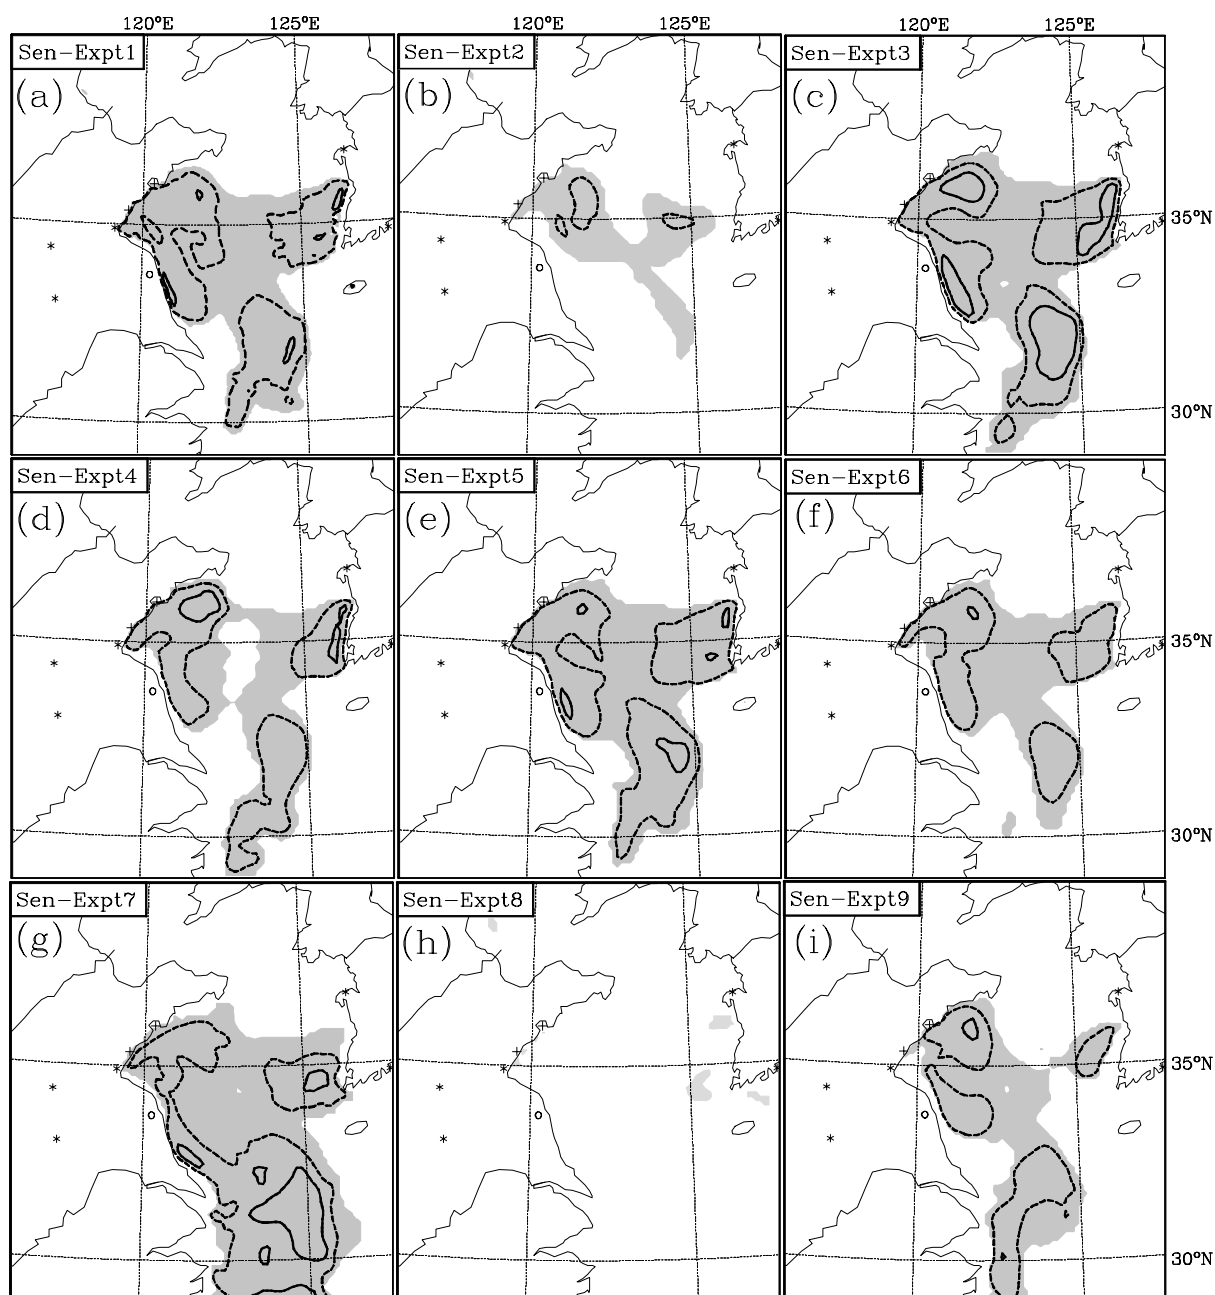 120°E 125°E 120°E 125°E 120°E 125°E
Sen-Expt1 Sen-Expt2 Sen-Expt3
(a) (b) (c)
35°N
30°N
Sen-Expt4 Sen-Expt5 Sen-Expt6
(d) (e) (f)
35°N
30°N
Sen-Expt7 Sen-Expt8 Sen-Expt9
(g) (h) (i)
35°N
30°N